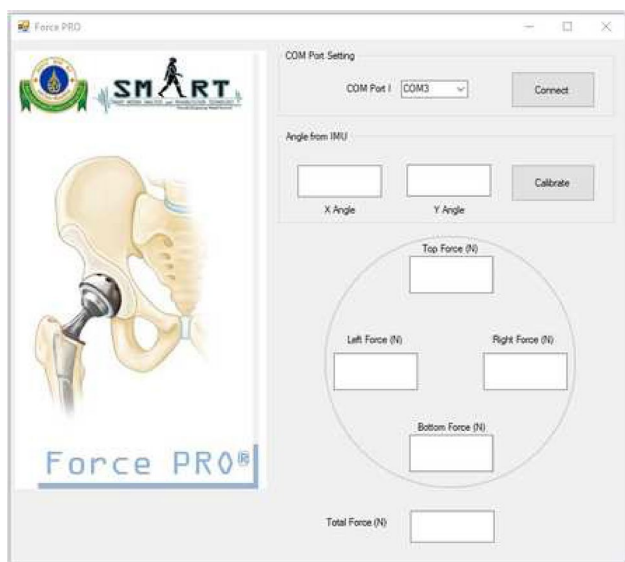 Force PRO
SMART
COM Port Setting
COM Port I COM3
Connect
Angle from IMU
Calibrate
X Angle Y Angle
Top Force (N)
Left Force (N) Right Force (N)
Bottom Force (N)
Total Force (N)
Force PRO®